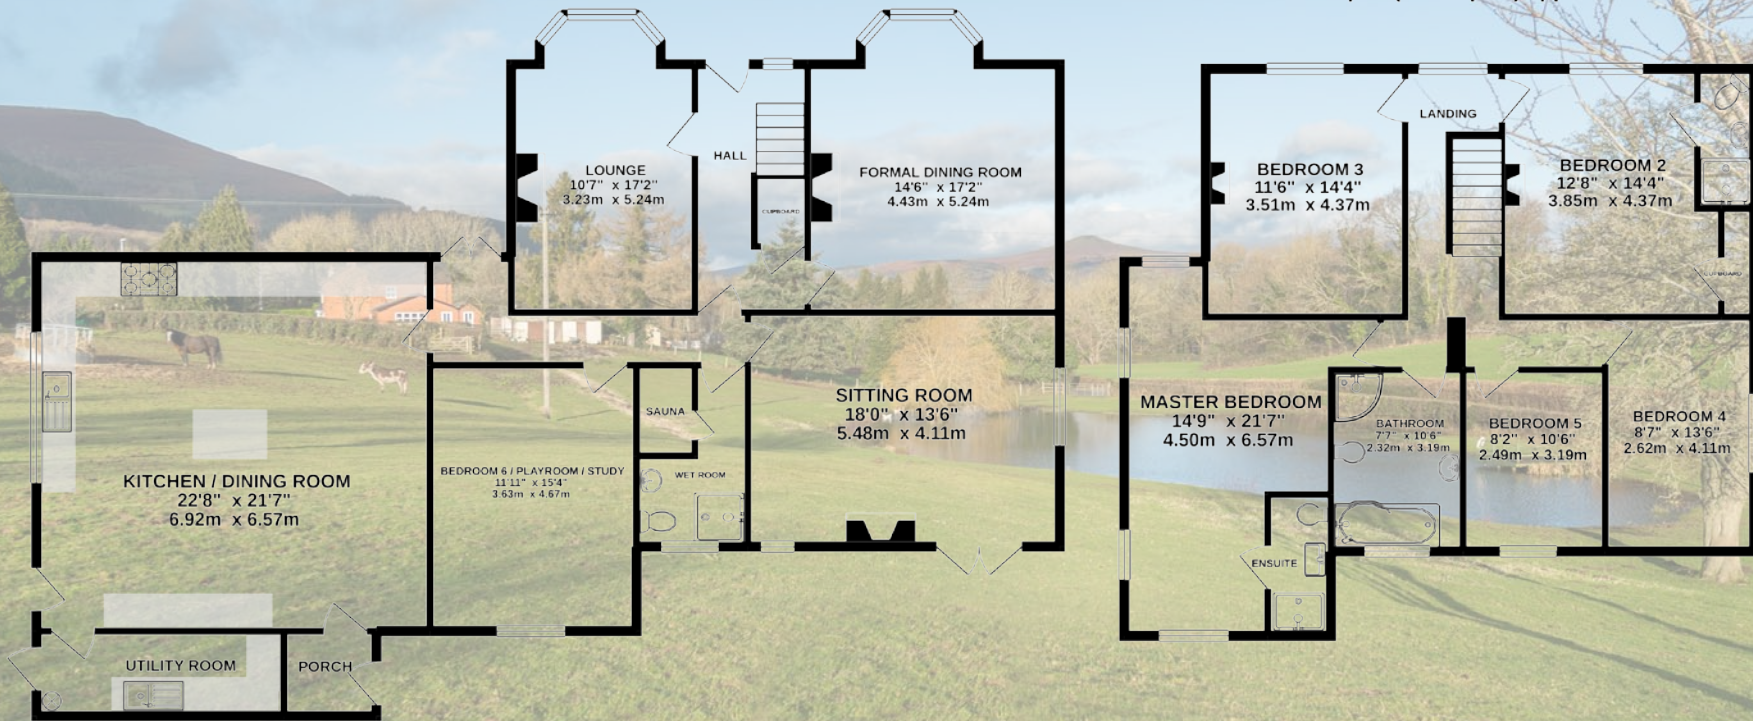 LOUNGE
10'7" x 17'2"
3.23m x 5.24m
HALL
CUPBOARD
FORMAL DINING ROOM
14'6" x 17'2"
4.43m x 5.24m
KITCHEN / DINING ROOM
22'8" x 21'7"
6.92m x 6.57m
BEDROOM 6 / PLAYROOM / STUDY
11'11" x 15'4"
3.63m x 4.67m
SAUNA
WET ROOM
SITTING ROOM
18'0" x 13'6"
5.48m x 4.11m
UTILITY ROOM
PORCH
LANDING
BEDROOM 3
11'6" x 14'4"
3.51m x 4.37m
BEDROOM 2
12'8" x 14'4"
3.85m x 4.37m
CUPBOARD
MASTER BEDROOM
14'9" x 21'7"
4.50m x 6.57m
BATHROOM
7'7" x 10'6"
2.32m x 3.19m
BEDROOM 5
8'2" x 10'6"
2.49m x 3.19m
BEDROOM 4
8'7" x 13'6"
2.62m x 4.11m
ENSUITE